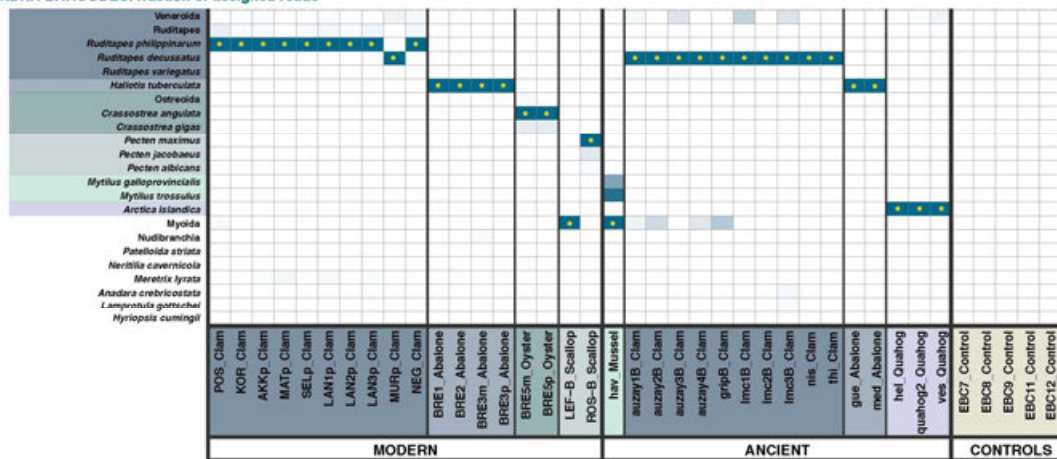 Veneroida
Ruditapes
Ruditapes philippinarum
Ruditapes decussatus
Ruditapes variegatus
Haliotis tuberculata
Ostreoida
Crassostrea angulata
Crassostrea gigas
Pecten maximus
Pecten jacobaeus
Pecten albicans
Mytilus galloprovincialis
Mytilus trossulus
Arctica islandica
Myoida
Nudibranchia
Patelloida striata
Neritilia cavernicola
Meretrix lyrata
Anadara crebricostata
Lamprotula gottschei
Hyriopsis cumingii
POS_Clam
KOR_Clam
AKKp_Clam
MATp_Clam
SELp_Clam
LAN1p_Clam
LAN2p_Clam
LAN3p_Clam
MURp_Clam
NEG_Clam
BRE1_Abalone
BRE2_Abalone
BRE3m_Abalone
BRE3p_Abalone
BRE5m_Oyster
BRE5p_Oyster
LEF-B_Scallop
ROS-B_Scallop
hav_Mussel
auzay1B_Clam
auzay2B_Clam
auzay3B_Clam
auzay4B_Clam
gripB_Clam
lmc1B_Clam
lmc2B_Clam
lmc3B_Clam
nis_Clam
thi_Clam
gue_Abalone
med_Abalone
hel_Quahog
quahog2_Quahog
ves_Quahog
EBC7_Control
EBC8_Control
EBC9_Control
EBC11_Control
EBC12_Control
MODERN
ANCIENT
CONTROLS